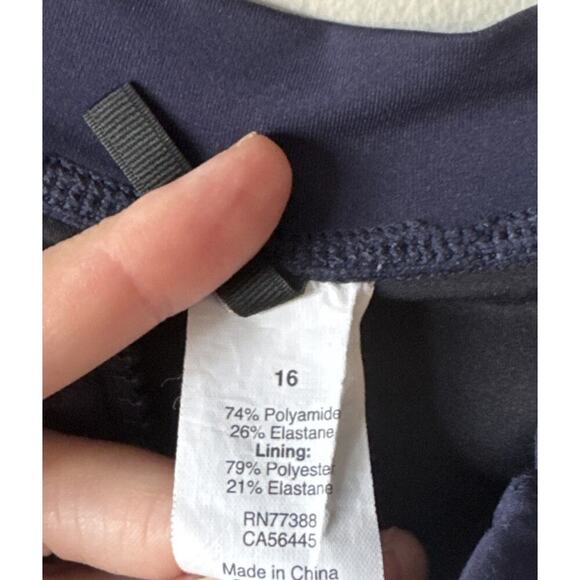 16
74% Polyamide
26% Elastane
Lining:
79% Polyester
21% Elastane
RN77388
CA56445
Made in China